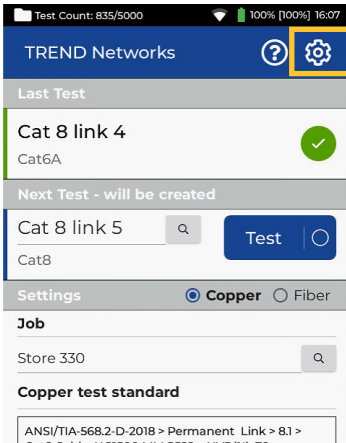 Test Count: 835/5000 100% [100%] 16:07
TREND Networks
Last Test
Cat 8 link 4
Cat6A
Next Test - will be created
Cat 8 link 5
Test
Cat8
Settings Copper Fiber
Job
Store 330
Copper test standard
ANSI/TIA-568.2-D-2018 > Permanent Link > 8.1 >